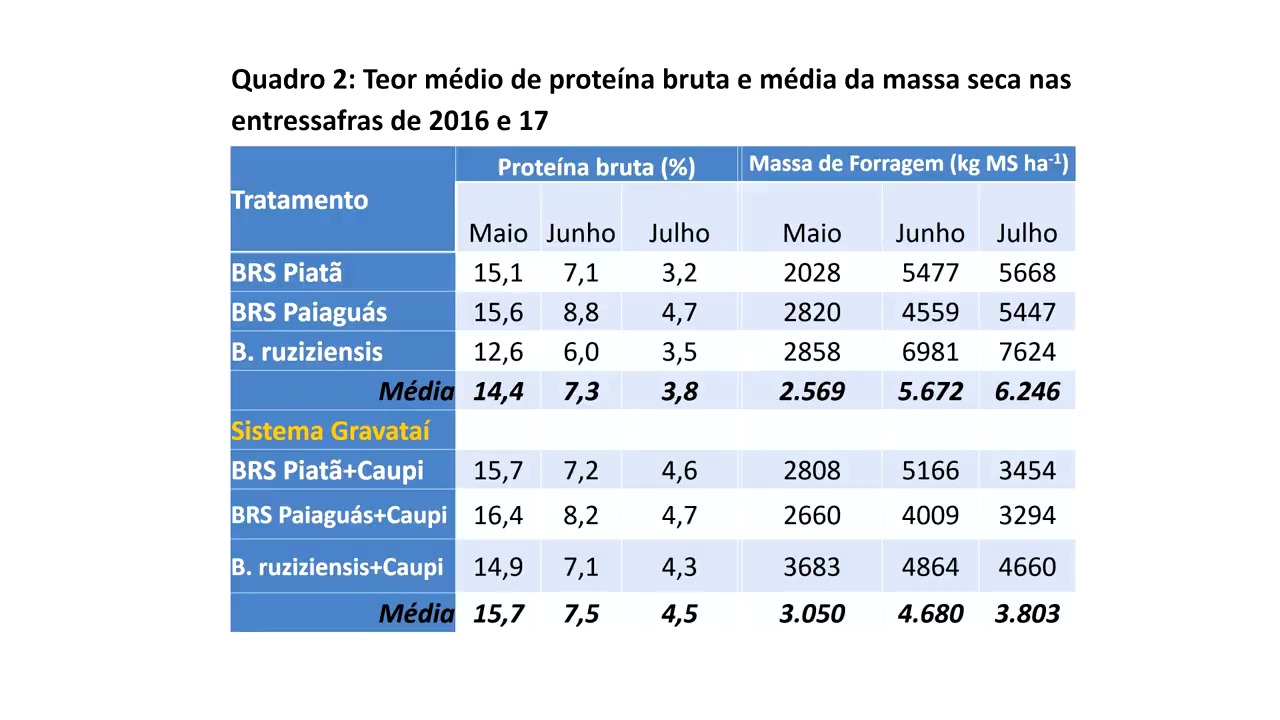 Quadro 2: Teor médio de proteína bruta e média da massa seca nas
entressafras de 2016 e 17
Tratamento Proteína bruta (%) Massa de Forragem (kg MS ha-1)
Maio Junho Julho Maio Junho Julho
BRS Piatã 15,1 7,1 3,2 2028 5477 5668
BRS Paiaguás 15,6 8,8 4,7 2820 4559 5447
B. ruziziensis 12,6 6,0 3,5 2858 6981 7624
Média 14,4 7,3 3,8 2.569 5.672 6.246
Sistema Gravataí
BRS Piatã+Caupi 15,7 7,2 4,6 2808 5166 3454
BRS Paiaguás+Caupi 16,4 8,2 4,7 2660 4009 3294
B. ruziziensis+Caupi 14,9 7,1 4,3 3683 4864 4660
Média 15,7 7,5 4,5 3.050 4.680 3.803